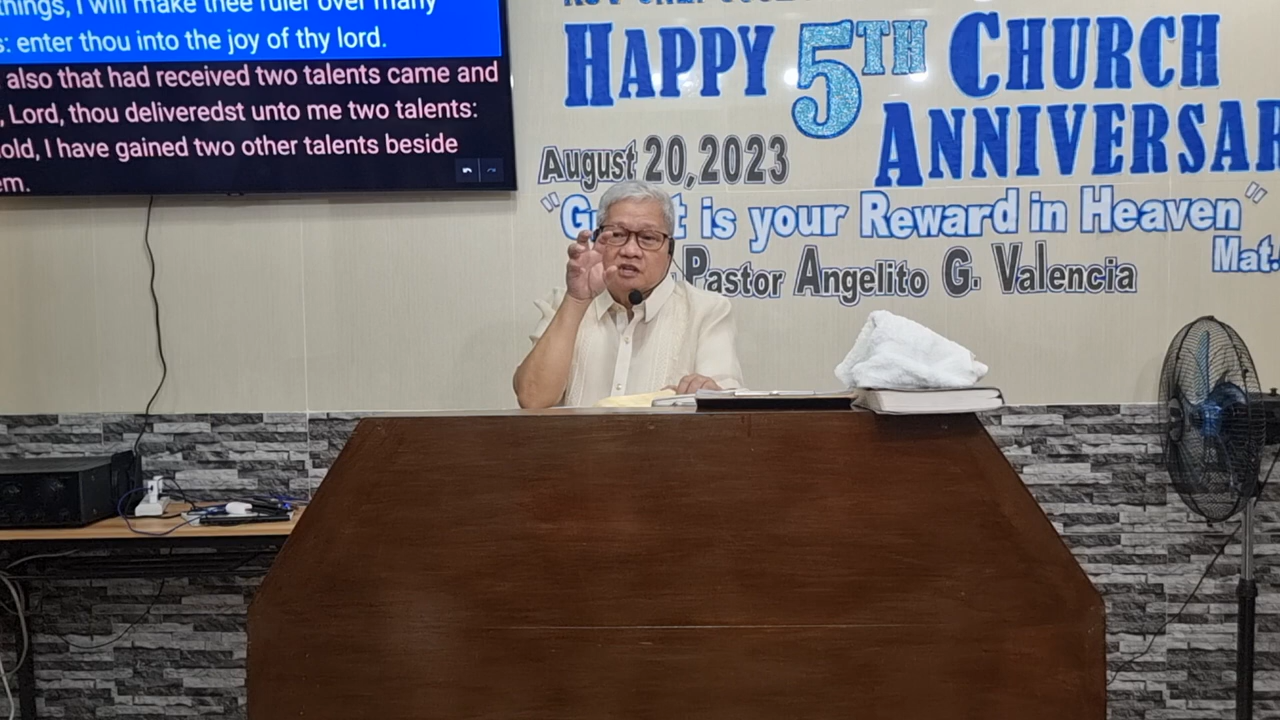 things, I will make thee ruler over many
s: enter thou into the joy of thy lord.
also that had received two talents came and
, Lord, thou deliveredst unto me two talents:
old, I have gained two other talents beside
em.
HAPPY 5TH CHURCH
ANNIVERSAR
August 20,2023
"G t is your Reward in Heaven"
Mat.
Pastor Angelito G. Valencia